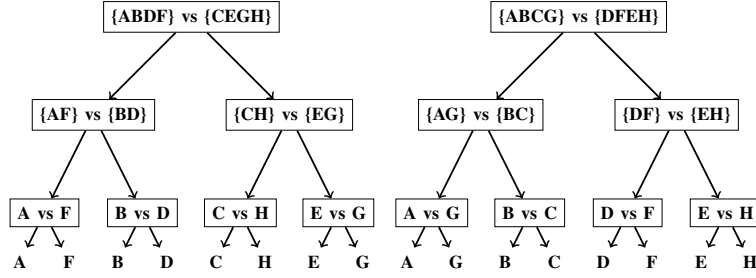 {ABDF} vs {CEGH} {ABCG} vs {DFEH}
{AF} vs {BD} {CH} vs {EG} {AG} vs {BC} {DF} vs {EH}
A vs F B vs D C vs H E vs G A vs G B vs C D vs F E vs H
A F B D C H E G A G B C D F E H